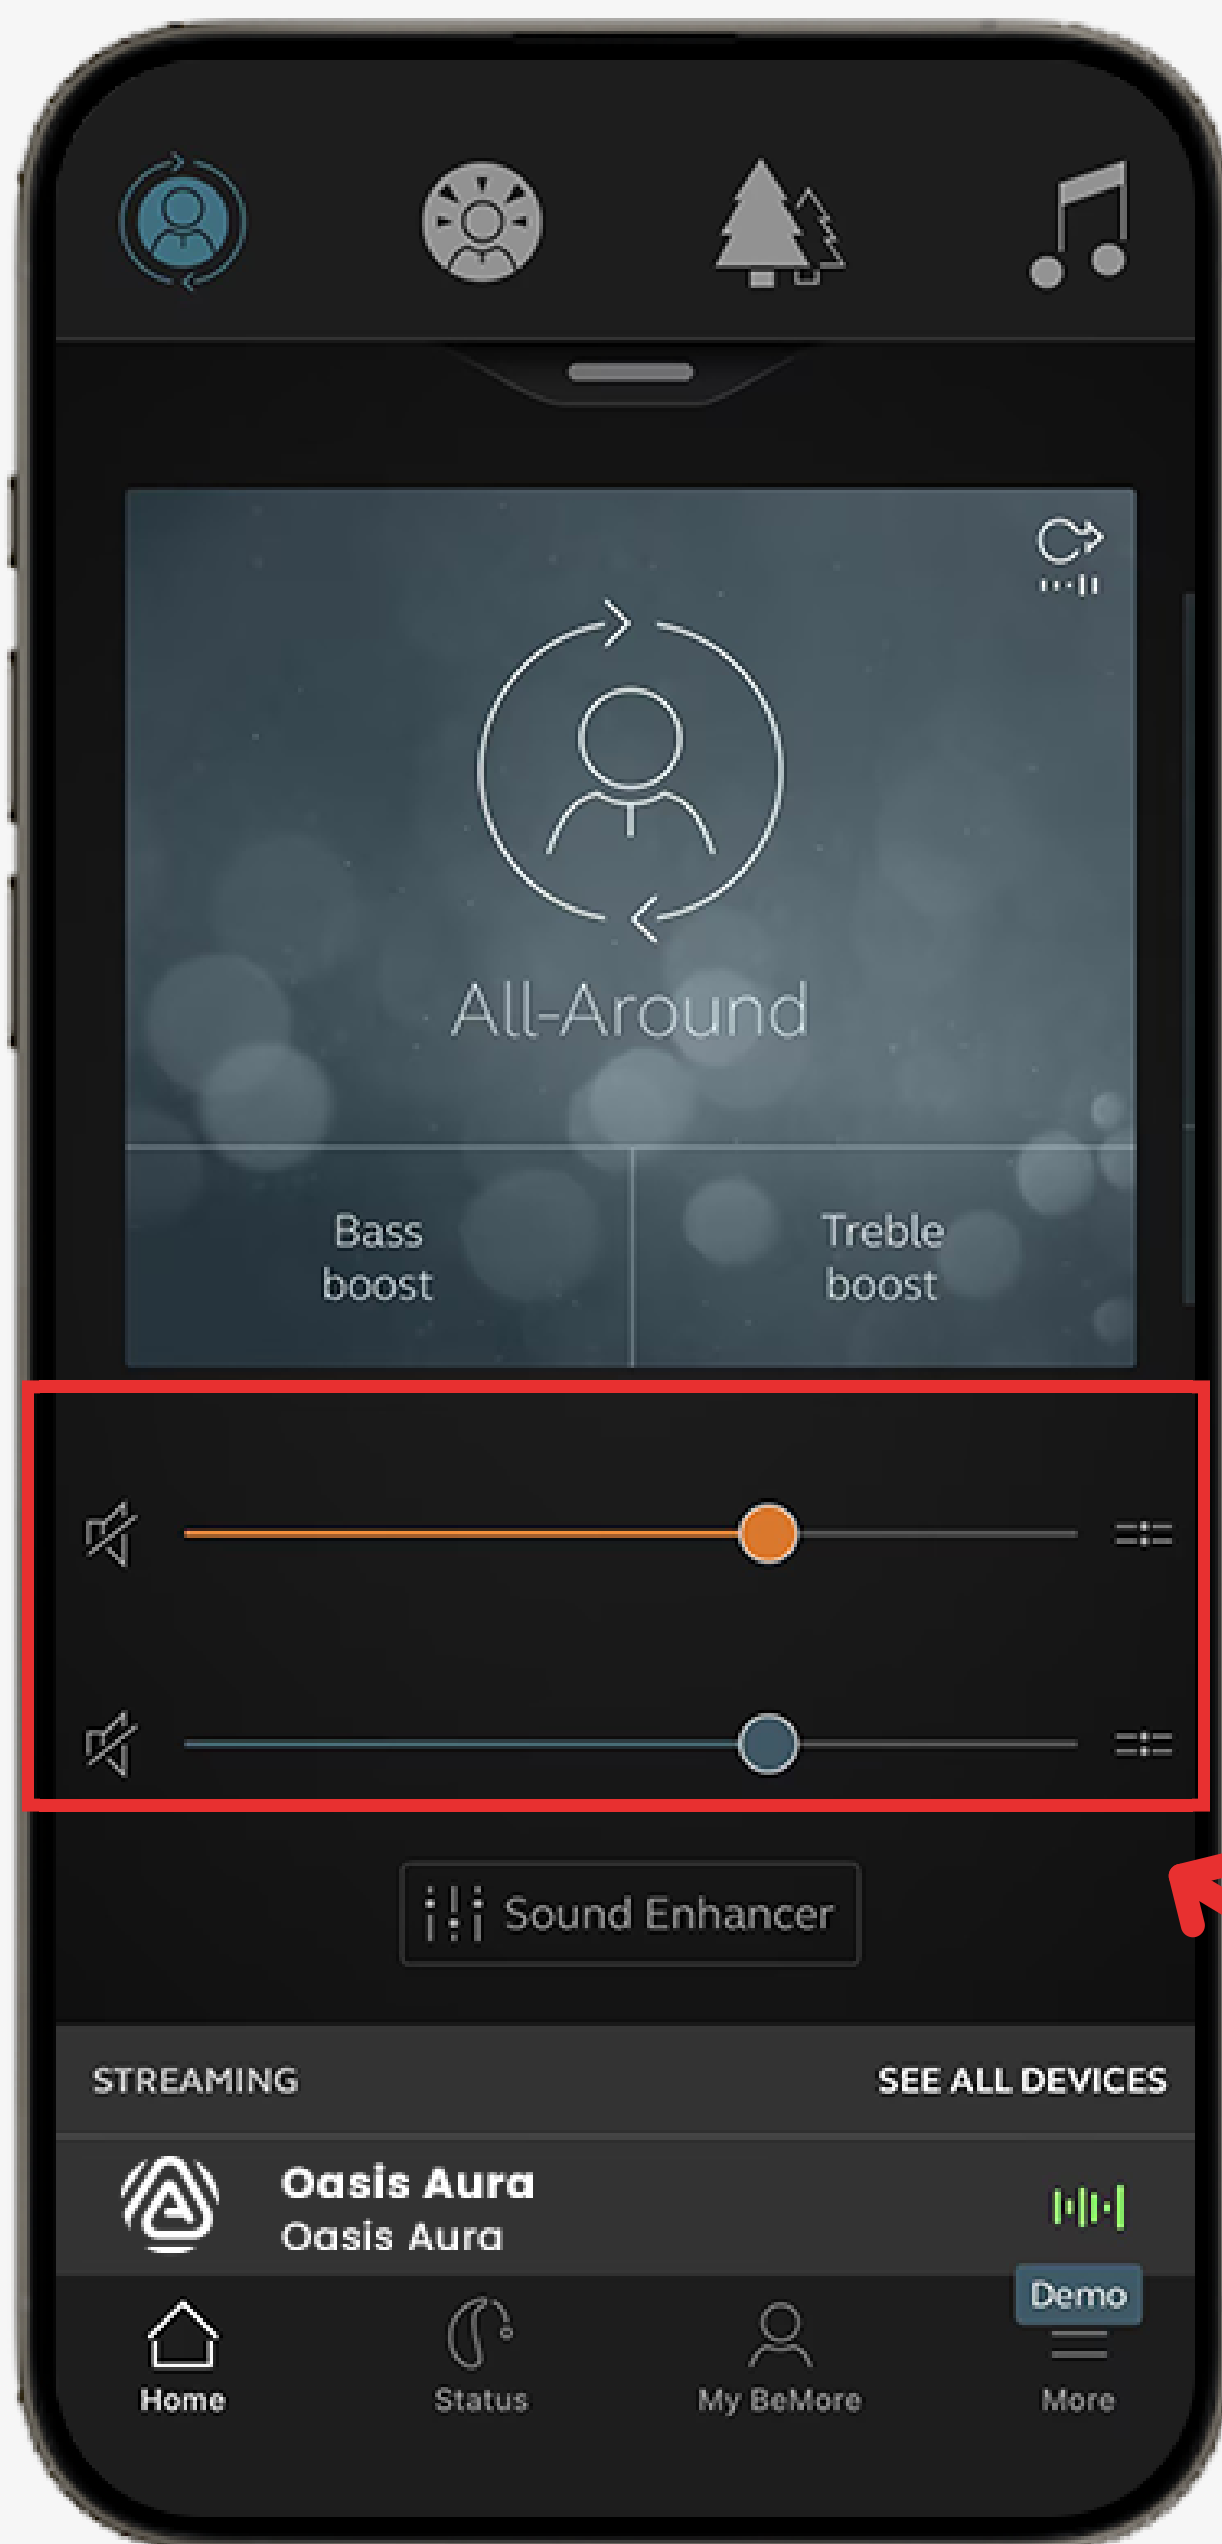 All-Around
Bass
boost
Treble
boost
Sound Enhancer
STREAMING
SEE ALL DEVICES
Oasis Aura
Oasis Aura
Demo
Home
Status
My BeMore
More